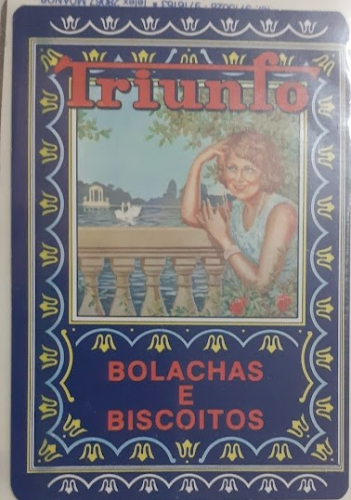 Triunfo
BOLACHAS
E
BISCOITOS